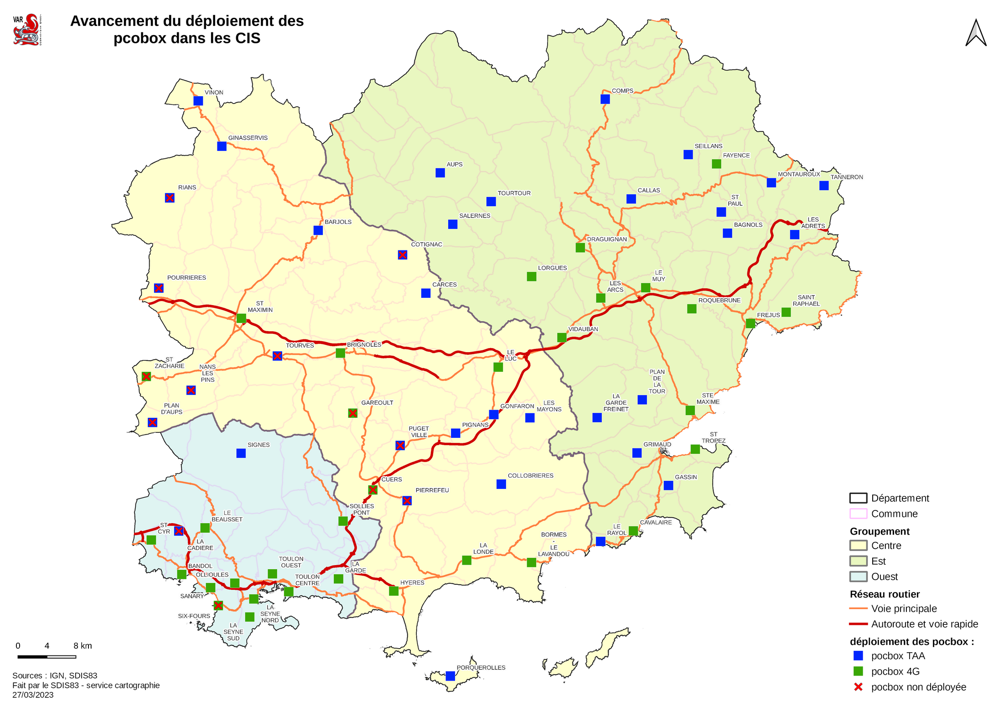 VAR
Avancement du déploiement des
pcobox dans les CIS
VINON
COMPS
GINASSERVIS
SEILLANS
FAYENCE
AUPS
MONTAUROUX
TANNERON
RIANS
TOURTOUR
CALLAS
ST
PAUL
SALERNES
BARJOLS
BAGNOLS
LES
ADRETS
COTIGNAC
DRAGUIGNAN
LORGUES
LE
MUY
POURRIERES
CARCES
LES
ARCS
ST
MAXIMIN
ROQUEBRUNE
SAINT
RAPHAEL
FREJUS
VIDAUBAN
TOURVES
BRIGNOLES
LE
LUC
ST
ZACHARIE
NANS
LES
PINS
PLAN
DE
LA
TOUR
PLAN
D'AUPS
GAREOULT
GONFARON
LES
MAYONS
LA
GARDE
FREINET
STE
MAXIME
PIGNANS
PUGET
VILLE
ST
TROPEZ
SIGNES
GRIMAUD
CUERS
COLLOBRIERES
GASSIN
PIERREFEU
SOLLIES
PONT
LE
BEAUSSET
ST
CYR
LA
CADIERE
CAVALAIRE
LE
RAYOL
BORMES
-
LE
LAVANDOU
LA
LONDE
BANDOL
OLLIOULES
TOULON
OUEST
TOULON
CENTRE
LA
GARDE
HYERES
SANARY
SIX-FOURS
LA
SEYNE
NORD
LA
SEYNE
SUD
PORQUEROLLES
Département
Commune
Groupement
Centre
Est
Ouest
Réseau routier
Voie principale
Autoroute et voie rapide
déploiement des pocbox :
pocbox TAA
pocbox 4G
pocbox non déployée
0 4 8 km
Sources : IGN, SDIS83
Fait par le SDIS83 - service cartographie
27/03/2023